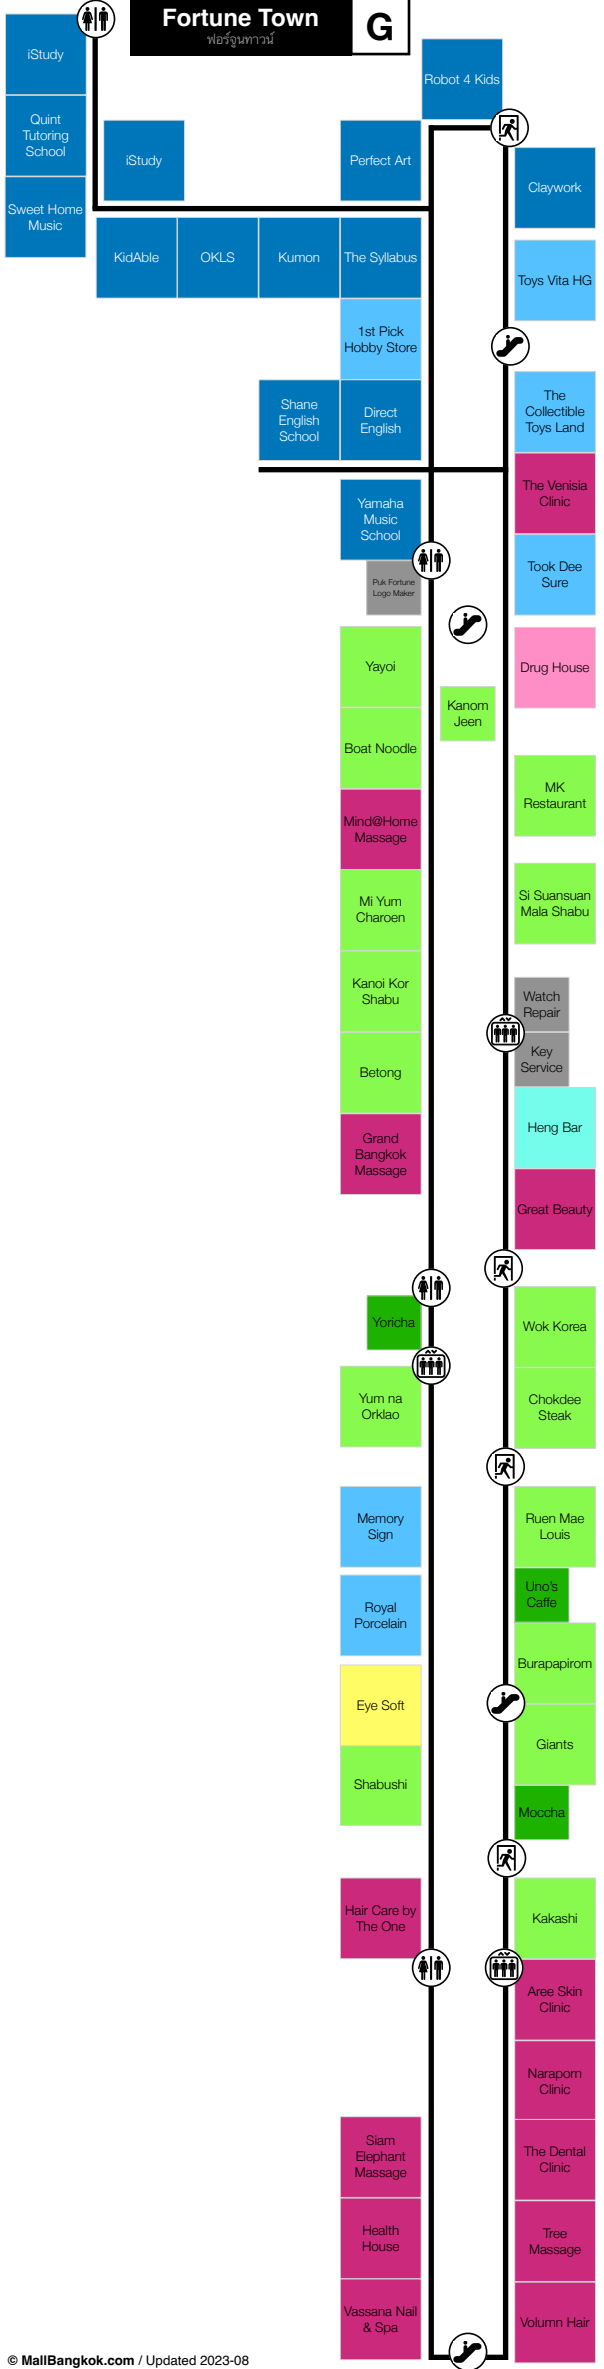 Fortune Town
ฟอร์จูนทาวน์
G
iStudy
Robot 4 Kids
Quint
Tutoring
School
iStudy
Perfect Art
Claywork
Sweet Home
Music
KidAble
OKLS
Kumon
The Syllabus
Toys Vita HG
1st Pick
Hobby Store
The
Collectible
Toys Land
Shane
English
School
Direct
English
The Venisia
Clinic
Yamaha
Music
School
Took Dee
Sure
Puk Fortune
Logo Maker
Yayoi
Drug House
Kanom
Jeen
Boat Noodle
MK
Restaurant
Mind@Home
Massage
Mi Yum
Charoen
Si Suansuan
Mala Shabu
Kanoi Kor
Shabu
Watch
Repair
Key
Service
Betong
Heng Bar
Grand
Bangkok
Massage
Great Beauty
Yoricha
Wok Korea
Yum na
Orklao
Chokdee
Steak
Memory
Sign
Ruen Mae
Louis
Uno's
Caffe
Royal
Porcelain
Burapapirom
Eye Soft
Giants
Shabushi
Moccha
Hair Care by
The One
Kakashi
Aree Skin
Clinic
Naraporn
Clinic
Siam
Elephant
Massage
The Dental
Clinic
Health
House
Tree
Massage
Vassana Nail
& Spa
Volumn Hair
© MallBangkok.com / Updated 2023-08